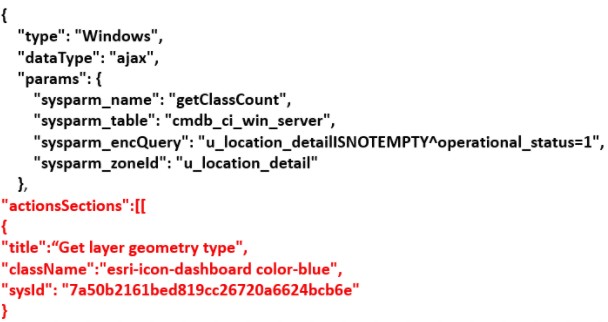 {
"type": "Windows",
"dataType": "ajax",
"params": {
"sysparm_name": "getClassCount",
"sysparm_table": "cmdb_ci_win_server",
"sysparm_encQuery": "u_location_detailISNOTEMPTY^operational_status=1",
"sysparm_zoneId": "u_location_detail"
},
"actionsSections":[[
{
"title":“Get layer geometry type",
"className":"esri-icon-dashboard color-blue",
"sysId": "7a50b2161bed819cc26720a6624bcb6e"
}